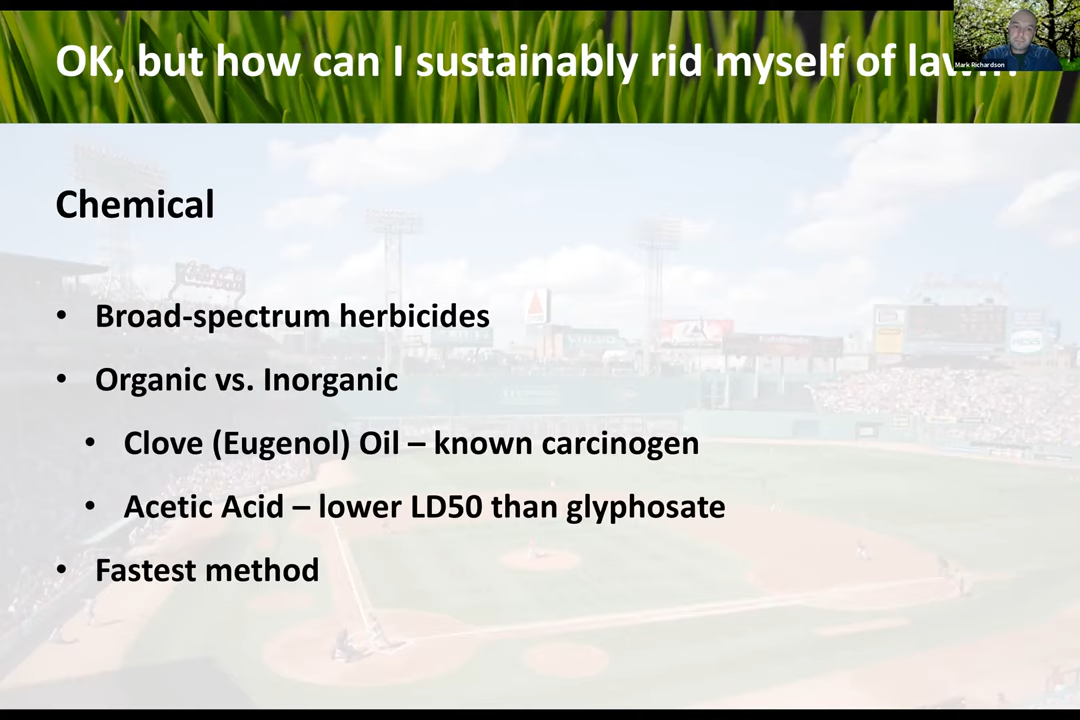 OK, but how can I sustainably rid myself of
Mark Richardson
Chemical
• Broad-spectrum herbicides
• Organic vs. Inorganic
• Clove (Eugenol) Oil – known carcinogen
• Acetic Acid – lower LD50 than glyphosate
• Fastest method